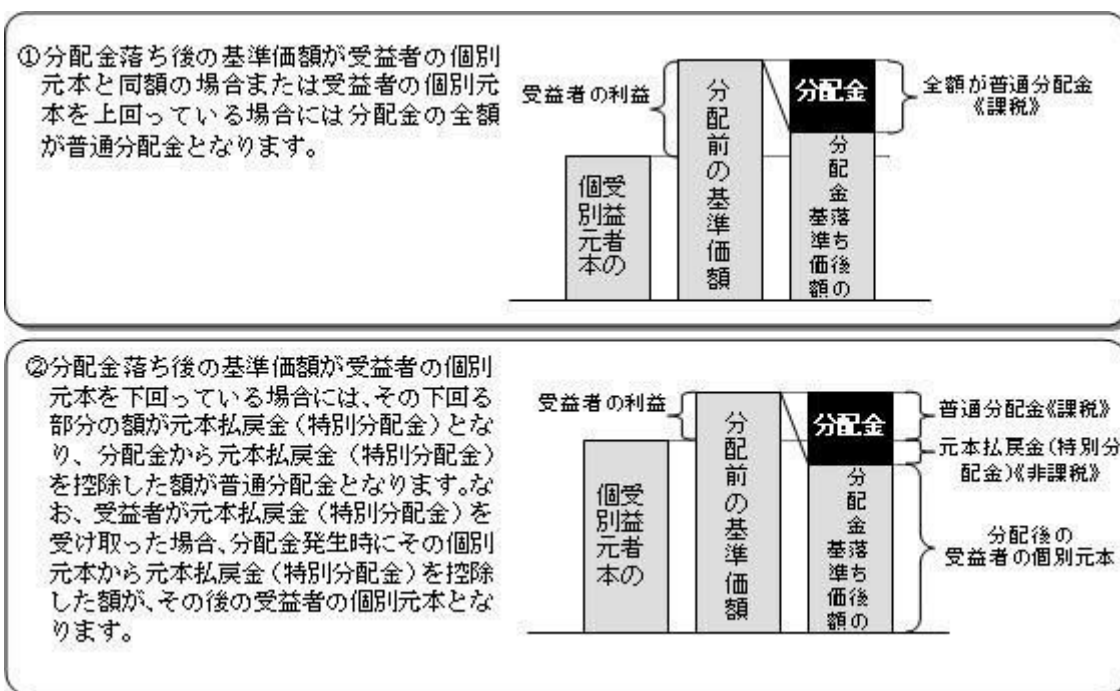 ①分配金落ち後の基準価額が受益者の個別
元本と同額の場合または受益者の個別元
本を上回っている場合には分配金の全額
が普通分配金となります。
受益者の利益
受益者の
個別元本
分配前の基準価額
分配金
分配金落ち後の
基準価額
全額が普通分配金
《課税》
②分配金落ち後の基準価額が受益者の個別
元本を下回っている場合には、その下回る
部分の額が元本払戻金(特別分配金)とな
り、分配金から元本払戻金(特別分配金)
を控除した額が普通分配金となります。な
お、受益者が元本払戻金(特別分配金)を
受け取った場合、分配金発生時にその個別
元本から元本払戻金(特別分配金)を控除
した額が、その後の受益者の個別元本とな
ります。
受益者の利益
受益者の
個別元本
分配前の基準価額
分配金
分配金落ち後の
基準価額
普通分配金《課税》
元本払戻金(特別分
配金)《非課税》
分配後の
受益者の個別元本